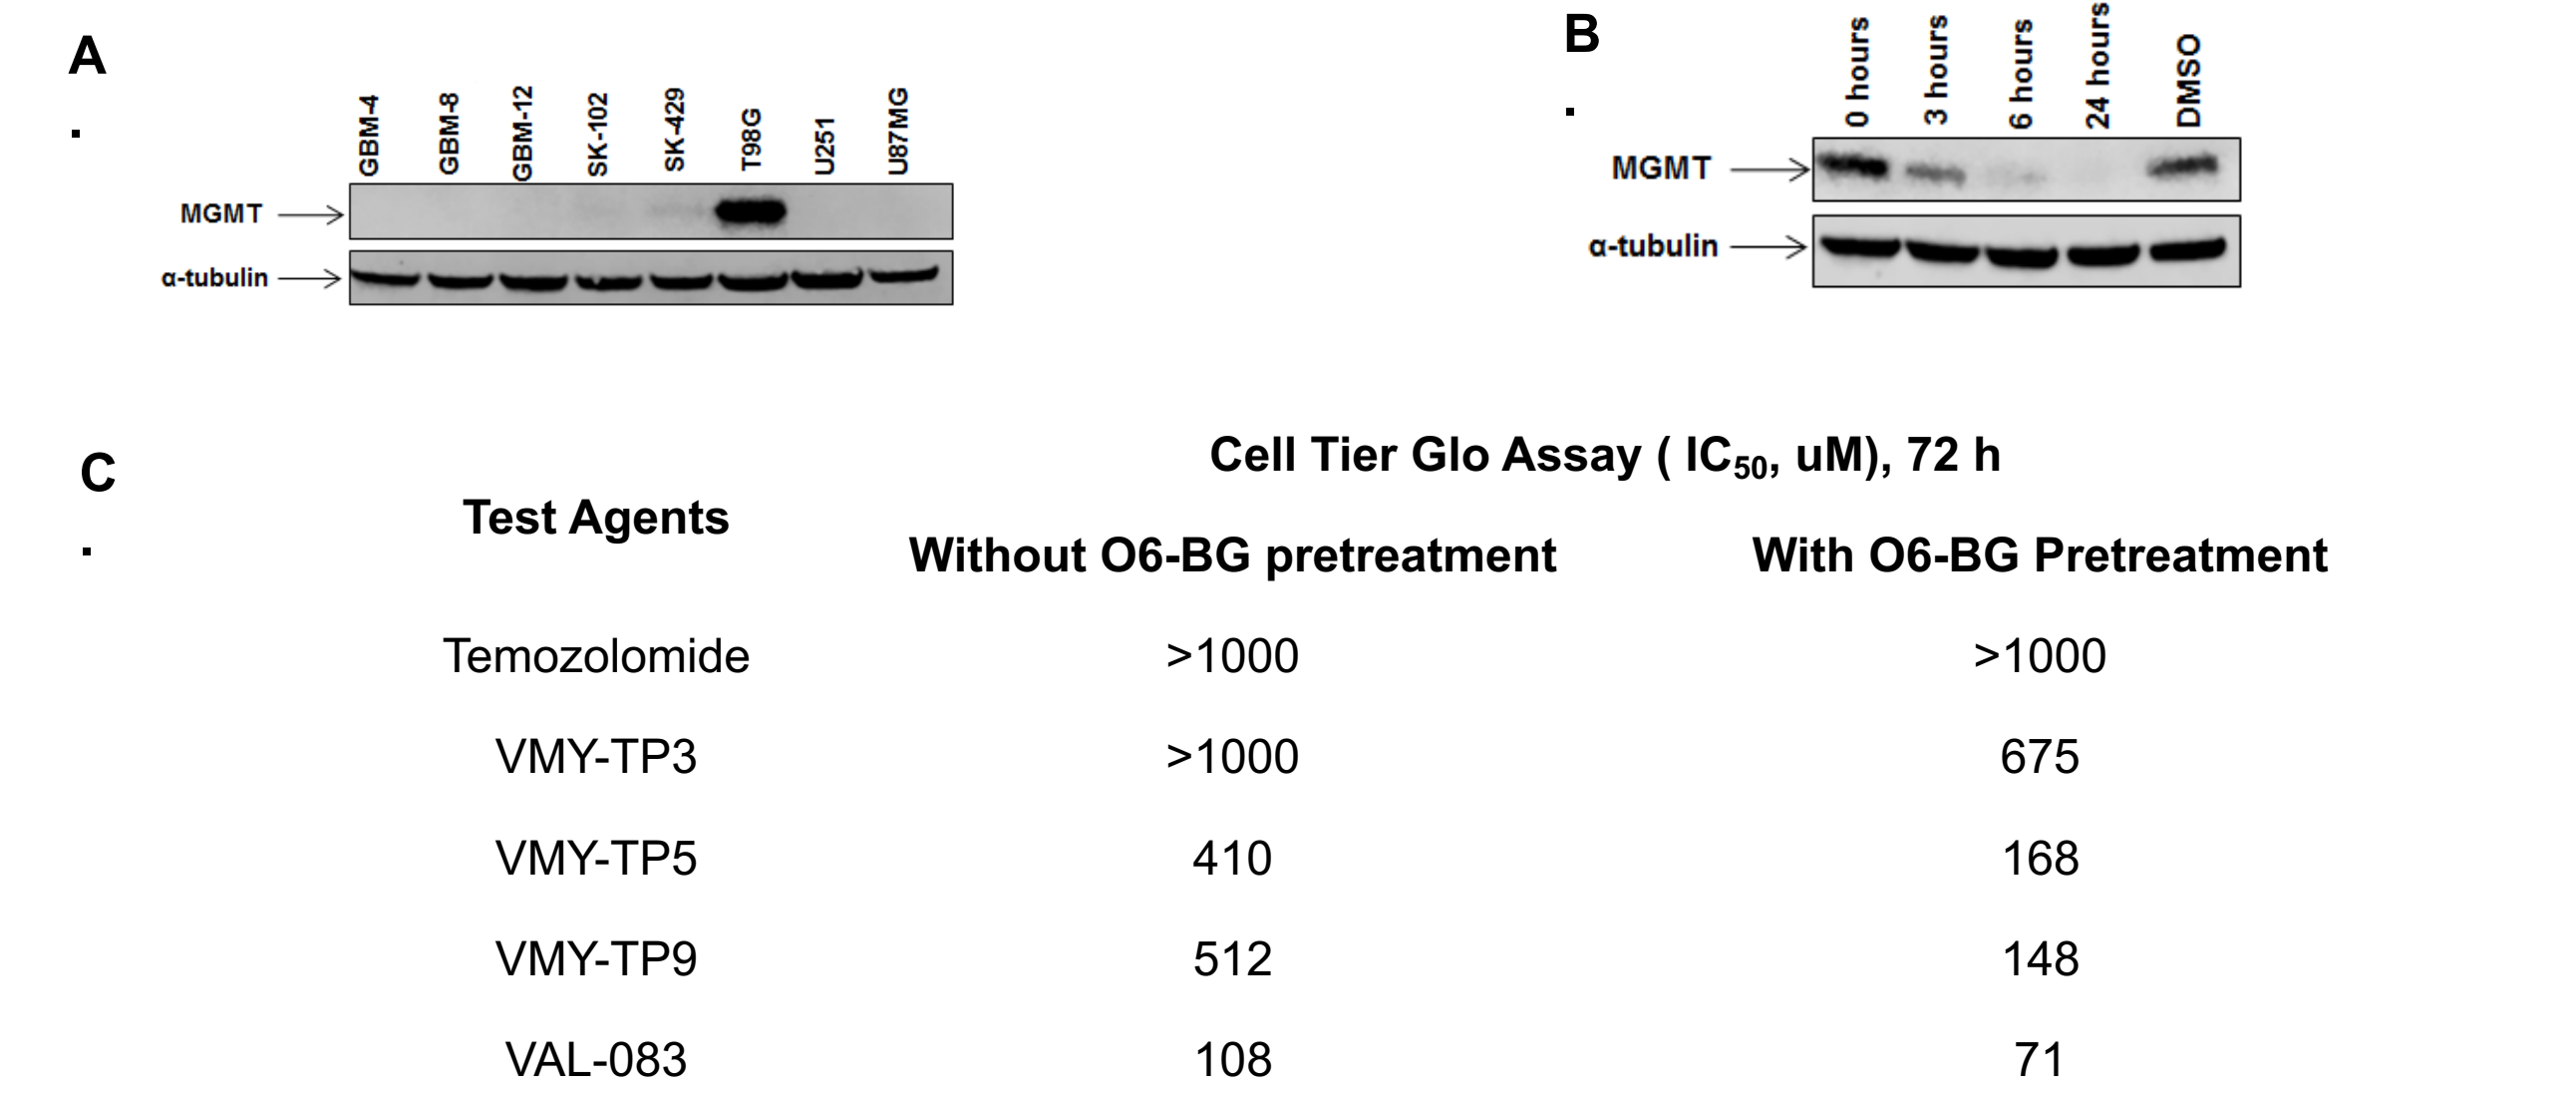 A
.
GBM-4 GBM-8 GBM-12 SK-102 SK-429 T98G U251 U87MG
MGMT
α-tubulin
B
.
0 hours 3 hours 6 hours 24 hours DMSO
MGMT
α-tubulin
C
.
Cell Tier Glo Assay ( IC50, uM), 72 h
Test Agents
Without O6-BG pretreatment With O6-BG Pretreatment
Temozolomide >1000 >1000
VMY-TP3 >1000 675
VMY-TP5 410 168
VMY-TP9 512 148
VAL-083 108 71